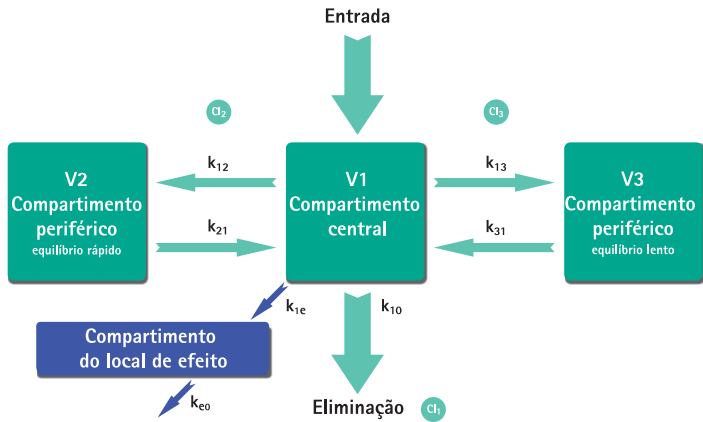 Entrada
Cl₂
Cl₃
V2
Compartimento
periférico
equilíbrio rápido
k₁₂
k₂₁
V1
Compartimento
central
k₁₃
k₃₁
V3
Compartimento
periférico
equilíbrio lento
k₁ₑ
k₁₀
Compartimento
do local de efeito
kₑ₀
Eliminação
Cl₁